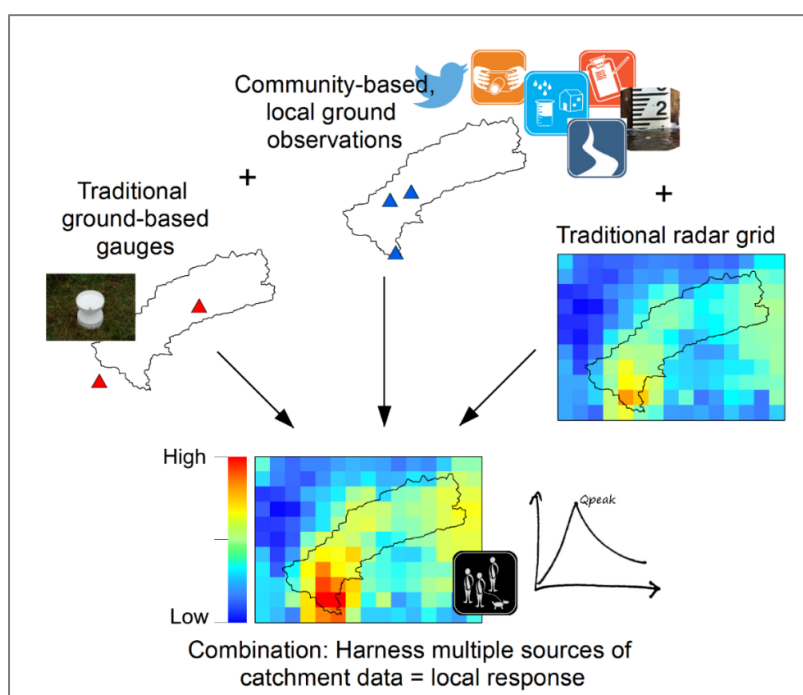 Community-based,
local ground
observations
2
+
+
Traditional
ground-based
gauges
Traditional radar grid
High
Low
Qpeak
Combination: Harness multiple sources of
catchment data = local response